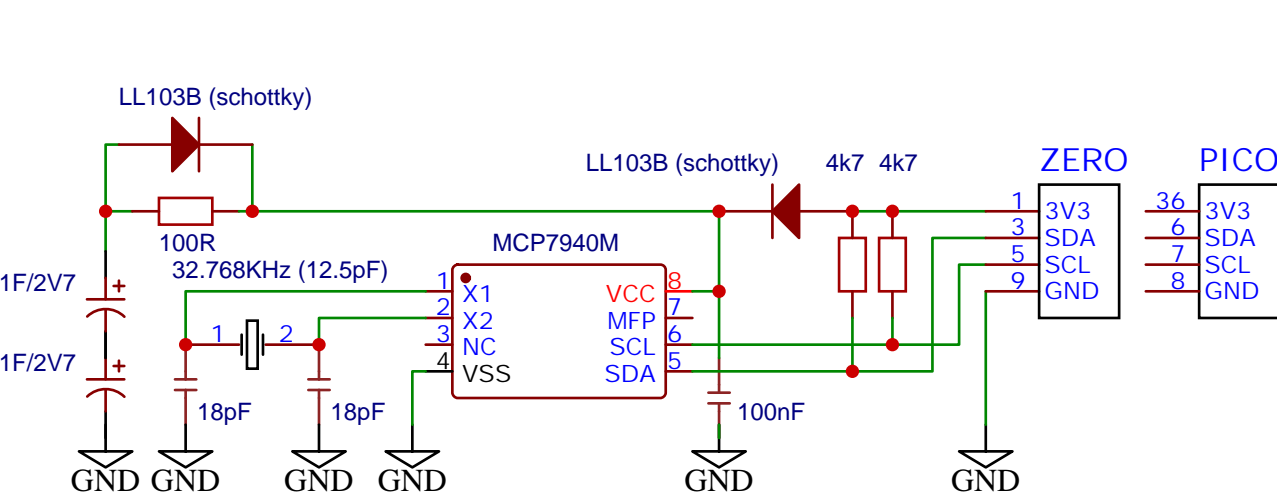 LL103B (schottky)
LL103B (schottky)
4k7 4k7
ZERO
PICO
1 3V3
3 SDA
5 SCL
9 GND
36 3V3
6 SDA
7 SCL
8 GND
100R
32.768KHz (12.5pF)
MCP7940M
1F/2V7
+
1F/2V7
+
1 2
1 X1
2 X2
3 NC
4 VSS
VCC 8
MFP 7
SCL 6
SDA 5
18pF
18pF
100nF
GND
GND
GND
GND
GND
GND